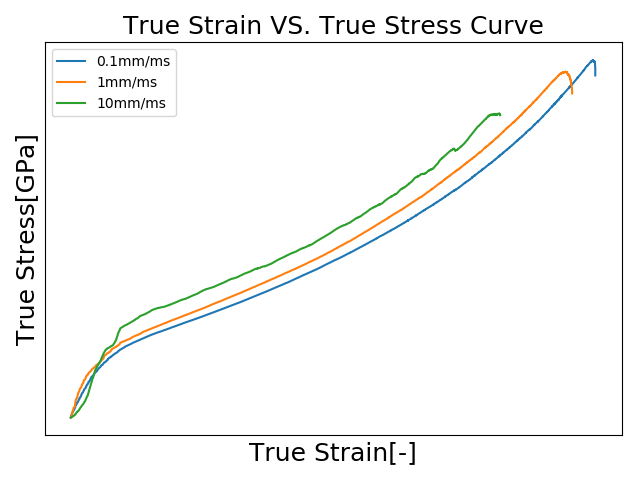 True Strain VS. True Stress Curve
0.1mm/ms
1mm/ms
10mm/ms
True Stress[GPa]
True Strain[-]